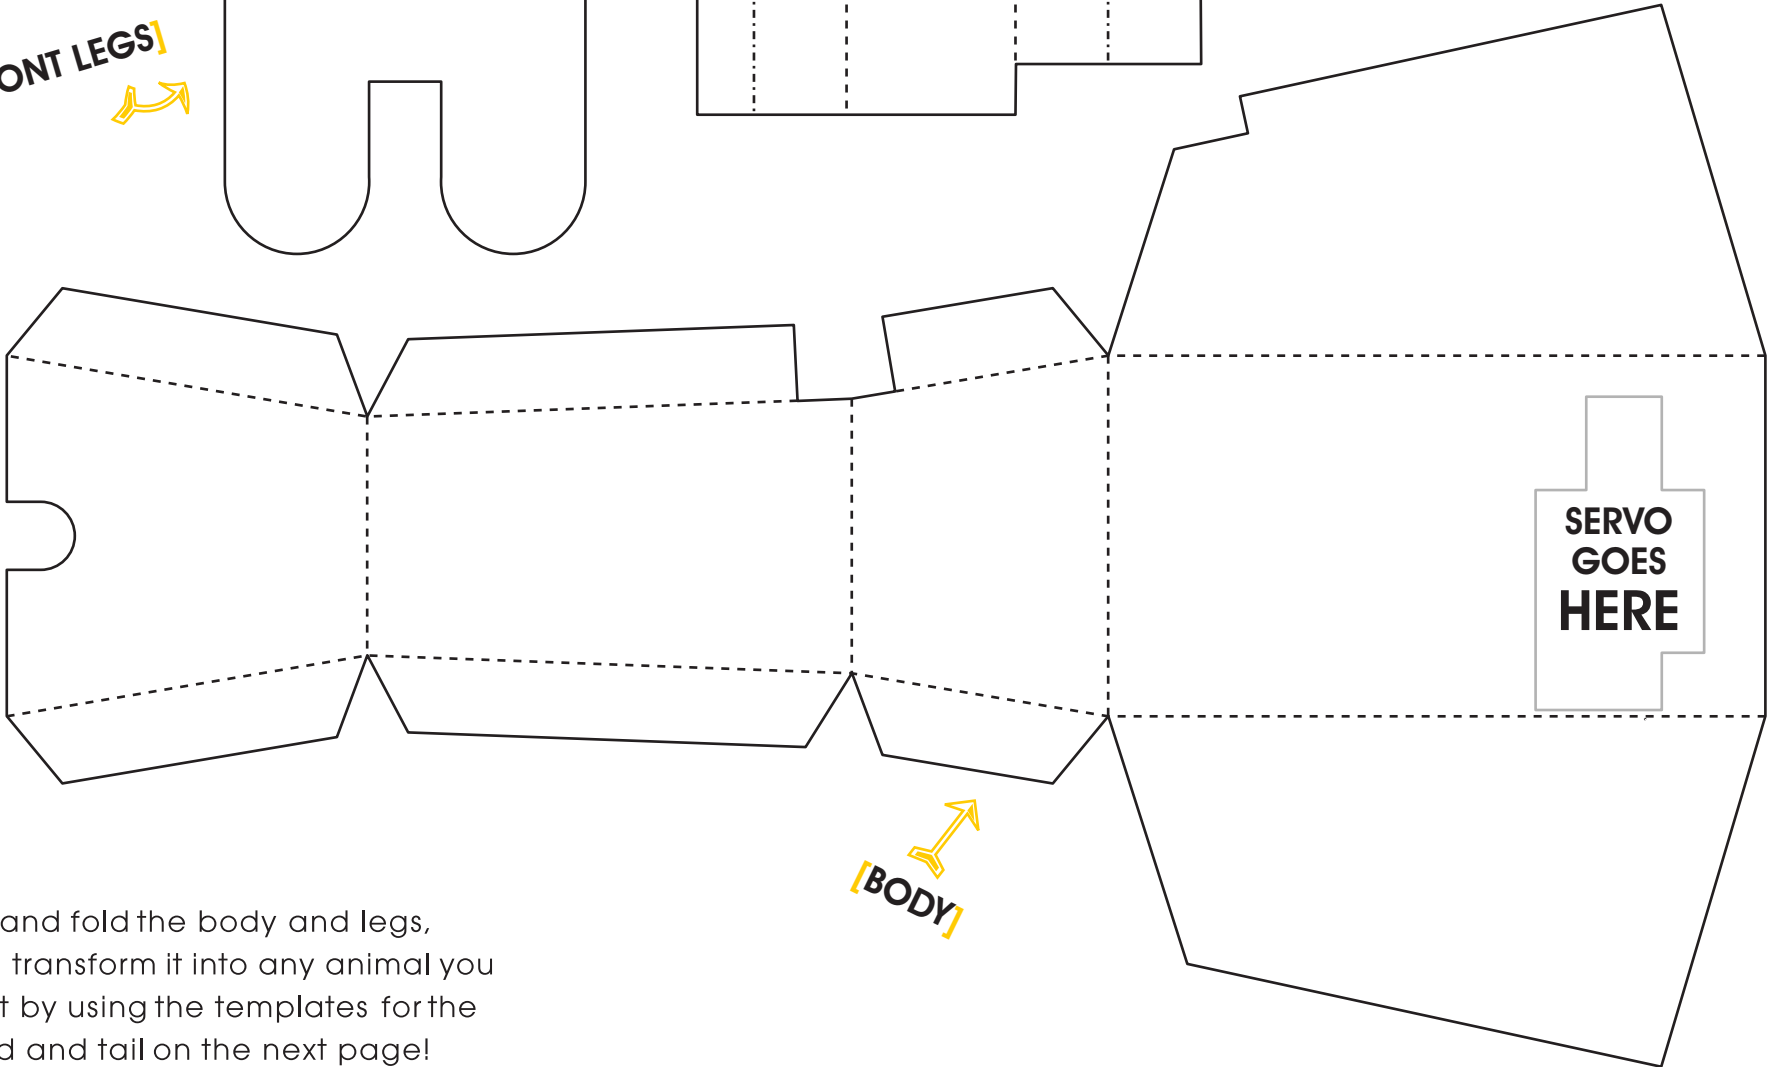 ONT LEGS]
SERVO
GOES
HERE
[BODY]
and fold the body and legs,
transform it into any animal you
t by using the templates for the
d and tail on the next page!